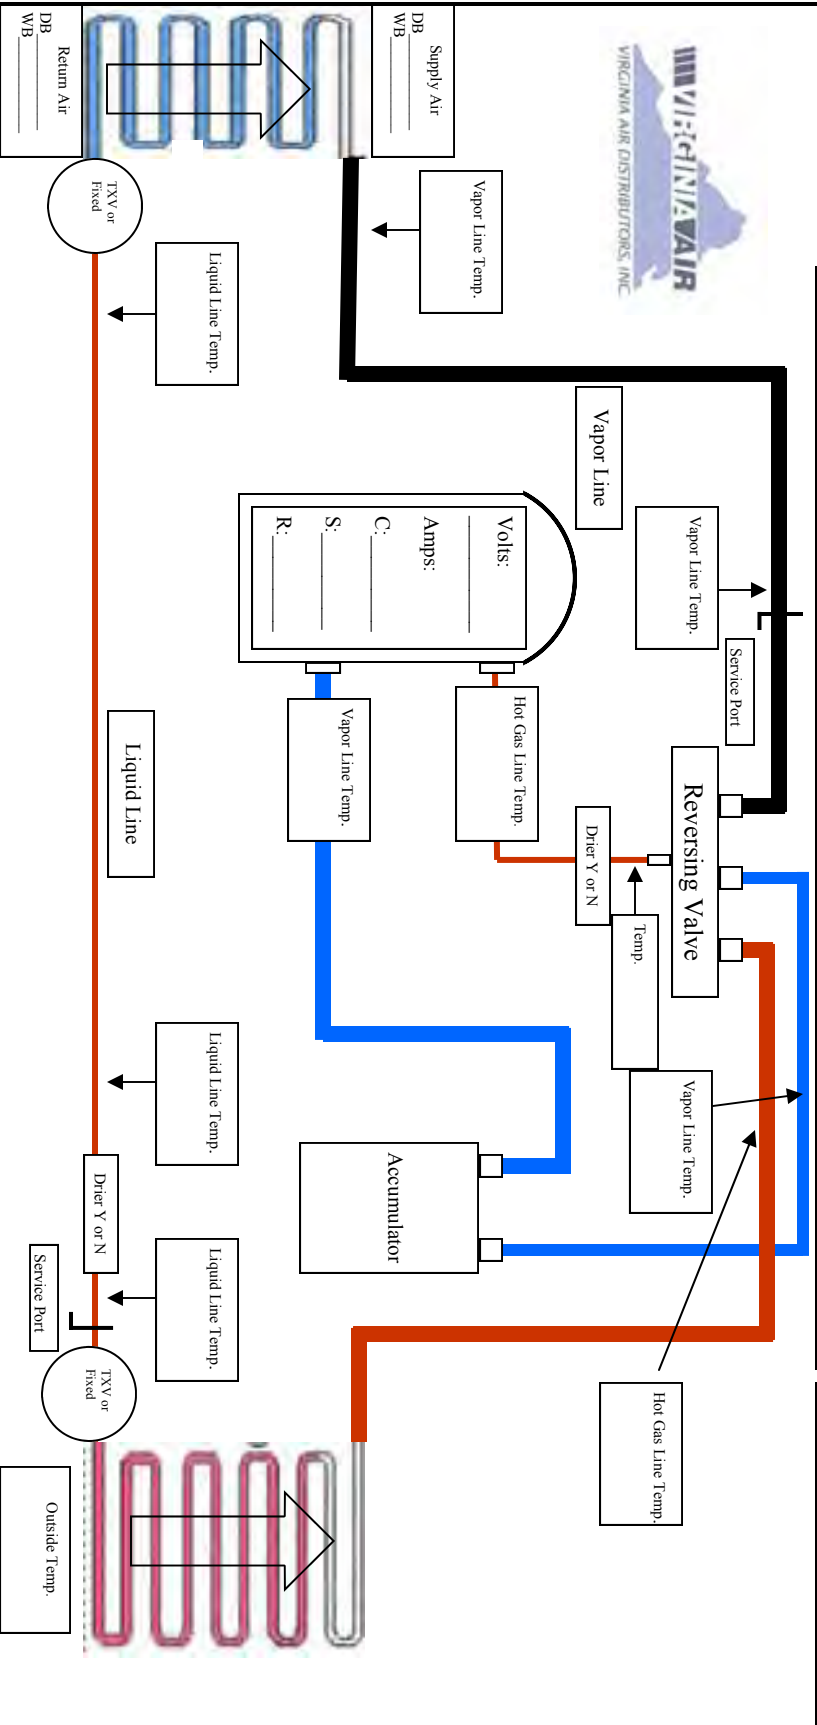 VIRGINIA AIR
VIRGINIA AIR DISTRIBUTORS, INC.
Supply Air
DB
WB
Return Air
DB
WB
TXV or
Fixed
Vapor Line Temp.
Liquid Line Temp.
Vapor Line
Vapor Line Temp.
Service Port
Volts:
Amps:
C:
S:
R:
Hot Gas Line Temp.
Vapor Line Temp.
Reversing Valve
Drier Y or N
Temp.
Vapor Line Temp.
Liquid Line
Accumulator
Liquid Line Temp.
Drier Y or N
Liquid Line Temp.
Service Port
TXV or
Fixed
Hot Gas Line Temp.
Outside Temp.